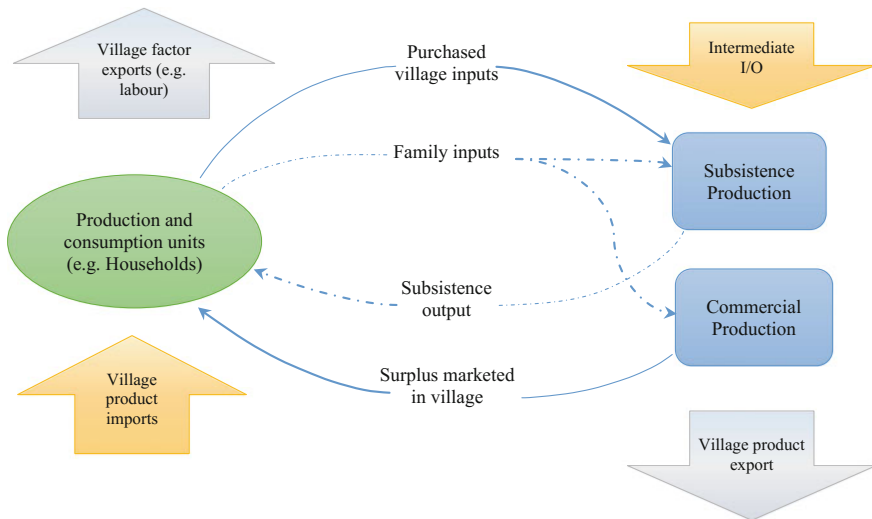 Village factor
exports (e.g.
labour)
Purchased
village inputs
Intermediate
I/O
Family inputs
Subsistence
Production
Production and
consumption units
(e.g. Households)
Subsistence
output
Commercial
Production
Village
product
imports
Surplus marketed
in village
Village product
export